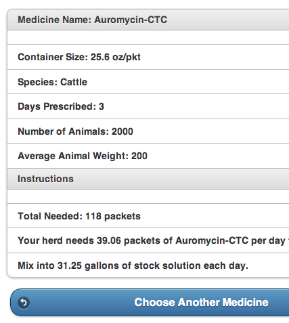 Medicine Name: Auromycin-CTC
Container Size: 25.6 oz/pkt
Species: Cattle
Days Prescribed: 3
Number of Animals: 2000
Average Animal Weight: 200
Instructions
Total Needed: 118 packets
Your herd needs 39.06 packets of Auromycin-CTC per day
Mix into 31.25 gallons of stock solution each day.
Choose Another Medicine